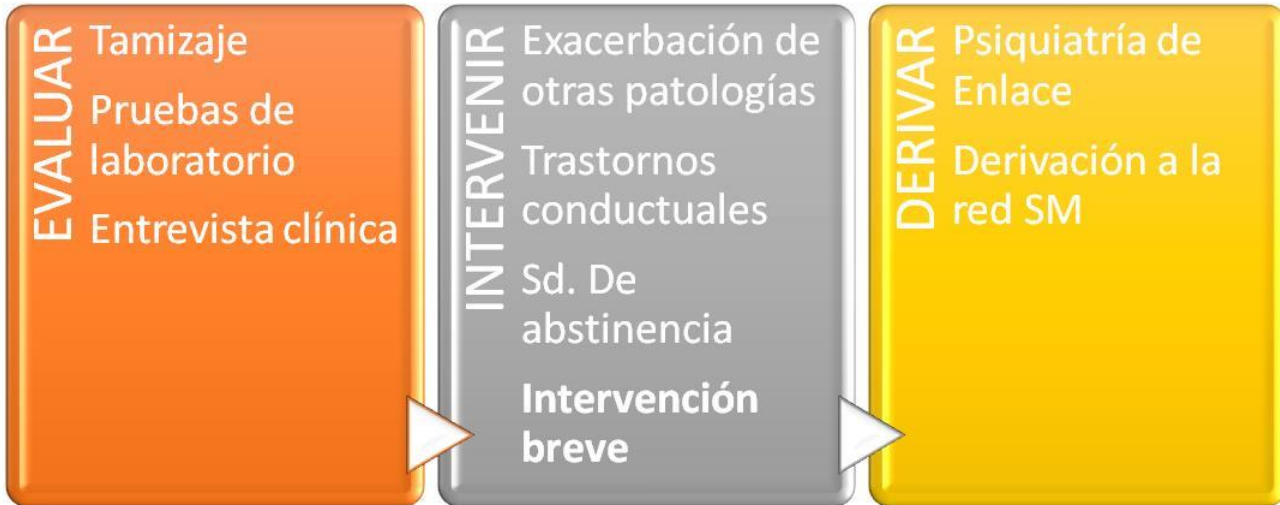 EVALUAR
Tamizaje
Pruebas de
laboratorio
Entrevista clínica
INTERVENIR
Exacerbación de
otras patologías
Trastornos
conductuales
Sd. De
abstinencia
Intervención
breve
DERIVAR
Psiquiatría de
Enlace
Derivación a la
red SM